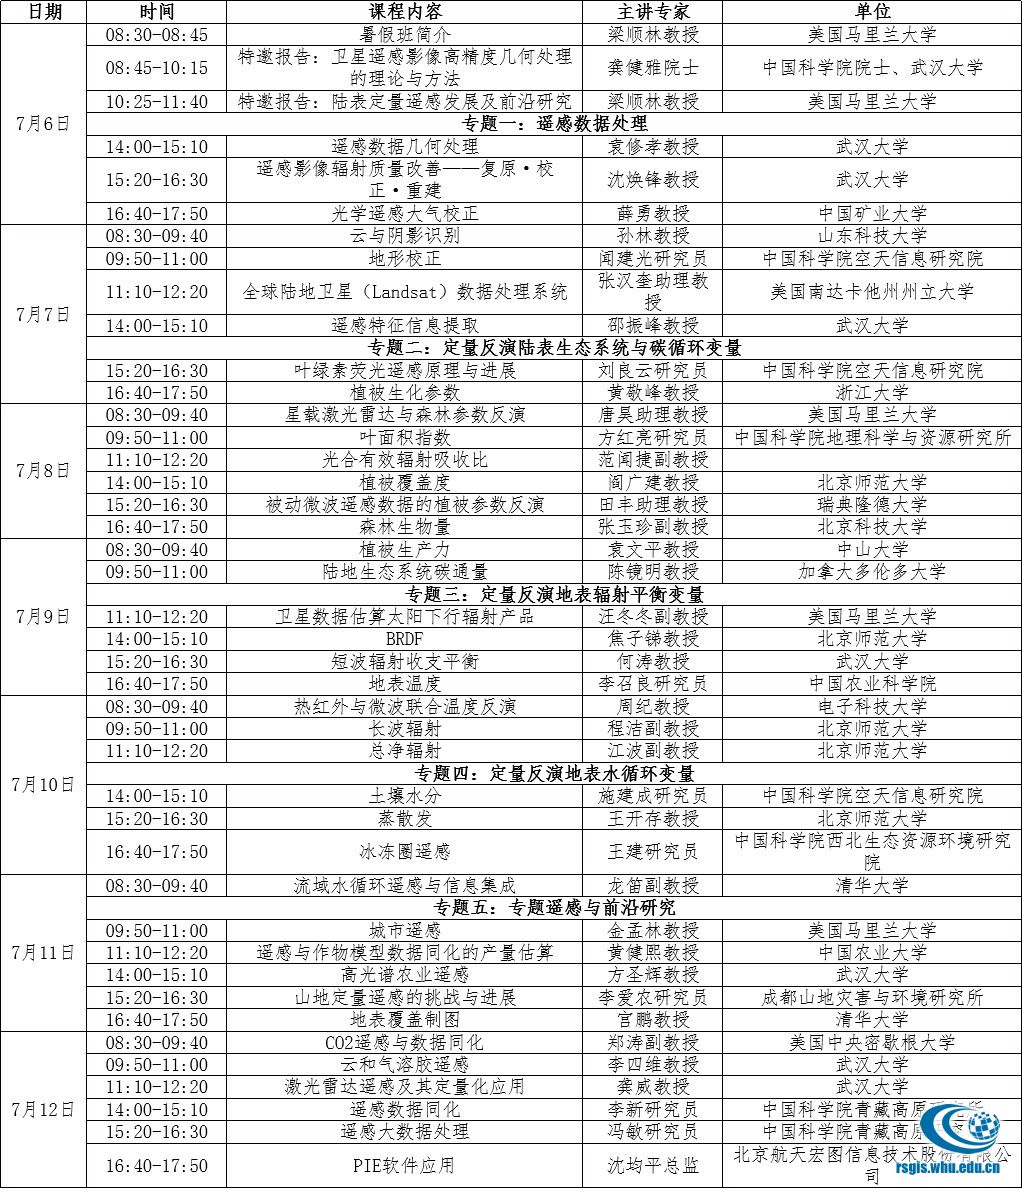 日期 时间 课程内容 主讲专家 单位
7月6日
08:30-08:45 暑假班简介 梁顺林教授 美国马里兰大学
08:45-10:15 特邀报告：卫星遥感影像高精度几何处理 龚健雅院士 中国科学院院士、武汉大学
的理论与方法
10:25-11:40 特邀报告：陆表定量遥感发展及前沿研究 梁顺林教授 美国马里兰大学
专题一：遥感数据处理
14:00-15:10 遥感数据几何处理 袁修孝教授 武汉大学
15:20-16:30 遥感影像辐射质量改善——复原·校 沈焕锋教授 武汉大学
正·重建
16:40-17:50 光学遥感大气校正 薛勇教授 中国矿业大学
7月7日
08:30-09:40 云与阴影识别 孙林教授 山东科技大学
09:50-11:00 地形校正 闻建光研究员 中国科学院空天信息研究院
11:10-12:20 全球陆地卫星（Landsat）数据处理系统 张汉奎助理教 美国南达卡他州州立大学
授
14:00-15:10 遥感特征信息提取 邵振峰教授 武汉大学
专题二：定量反演陆表生态系统与碳循环变量
15:20-16:30 叶绿素荧光遥感原理与进展 刘良云研究员 中国科学院空天信息研究院
16:40-17:50 植被生化参数 黄敬峰教授 浙江大学
7月8日
08:30-09:40 星载激光雷达与森林参数反演 唐昊助理教授 美国马里兰大学
09:50-11:00 叶面积指数 方红亮研究员 中国科学院地理科学与资源研究所
11:10-12:20 光合有效辐射吸收比 范闻捷副教授
14:00-15:10 植被覆盖度 阎广建教授 北京师范大学
15:20-16:30 被动微波遥感数据的植被参数反演 田丰助理教授 瑞典隆德大学
16:40-17:50 森林生物量 张玉珍副教授 北京科技大学
7月9日
08:30-09:40 植被生产力 袁文平教授 中山大学
09:50-11:00 陆地生态系统碳通量 陈镜明教授 加拿大多伦多大学
专题三：定量反演地表辐射平衡变量
11:10-12:20 卫星数据估算太阳下行辐射产品 汪冬冬副教授 美国马里兰大学
14:00-15:10 BRDF 焦子锑教授 北京师范大学
15:20-16:30 短波辐射收支平衡 何涛教授 武汉大学
16:40-17:50 地表温度 李召良研究员 中国农业科学院
7月10日
08:30-09:40 热红外与微波联合温度反演 周纪教授 电子科技大学
09:50-11:00 长波辐射 程洁副教授 北京师范大学
11:10-12:20 总净辐射 江波副教授 北京师范大学
专题四：定量反演地表水循环变量
14:00-15:10 土壤水分 施建成研究员 中国科学院空天信息研究院
15:20-16:30 蒸散发 王开存教授 北京师范大学
16:40-17:50 冰冻圈遥感 王建研究员 中国科学院西北生态资源环境研究
院
7月11日
08:30-09:40 流域水循环遥感与信息集成 龙笛副教授 清华大学
专题五：专题遥感与前沿研究
09:50-11:00 城市遥感 金孟林教授 美国马里兰大学
11:10-12:20 遥感与作物模型数据同化的产量估算 黄健熙教授 中国农业大学
14:00-15:10 高光谱农业遥感 方圣辉教授 武汉大学
15:20-16:30 山地定量遥感的挑战与进展 李爱农研究员 成都山地灾害与环境研究所
16:40-17:50 地表覆盖制图 宫鹏教授 清华大学
7月12日
08:30-09:40 CO2遥感与数据同化 郑涛副教授 美国中央密歇根大学
09:50-11:00 云和气溶胶遥感 李四维教授 武汉大学
11:10-12:20 激光雷达遥感及其定量化应用 龚威教授 武汉大学
14:00-15:10 遥感数据同化 李新研究员 中国科学院青藏高原研究所
15:20-16:30 遥感大数据处理 冯敏研究员 中国科学院青藏高原
16:40-17:50 PIE软件应用 沈均平总监 北京航天宏图信息技术股份有限公
司
rsgis.whu.edu.cn